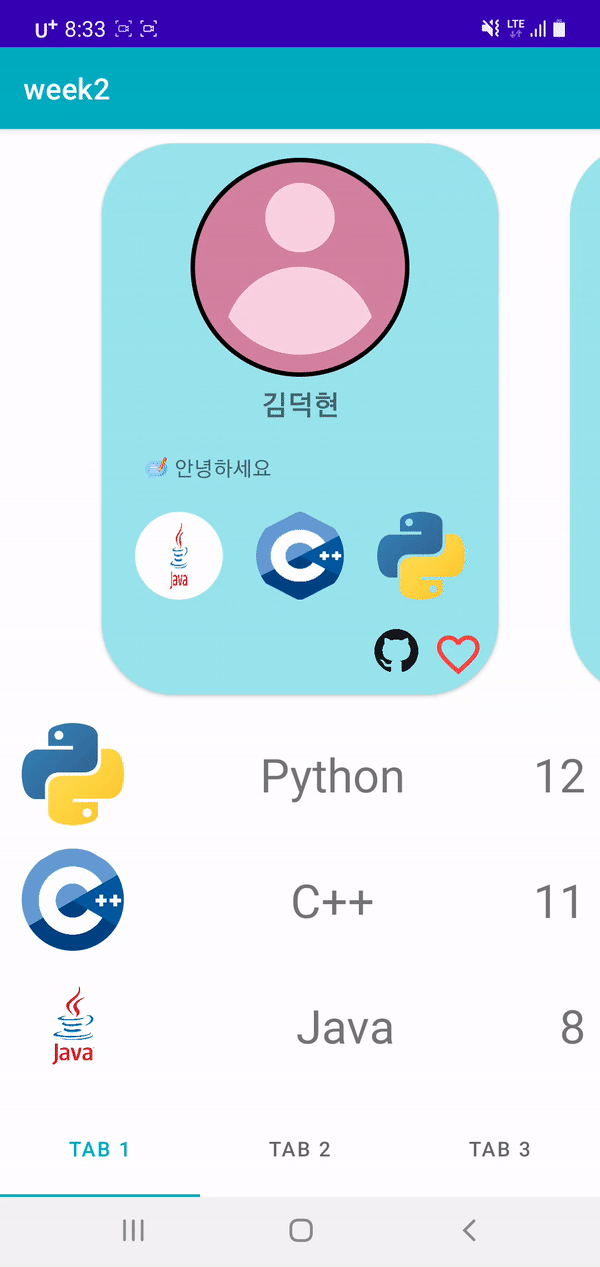 U+ 8:33 LTE
week2
김덕현
📝 안녕하세요
Java C++
Python 12
C++ 11
Java 8
TAB 1 TAB 2 TAB 3